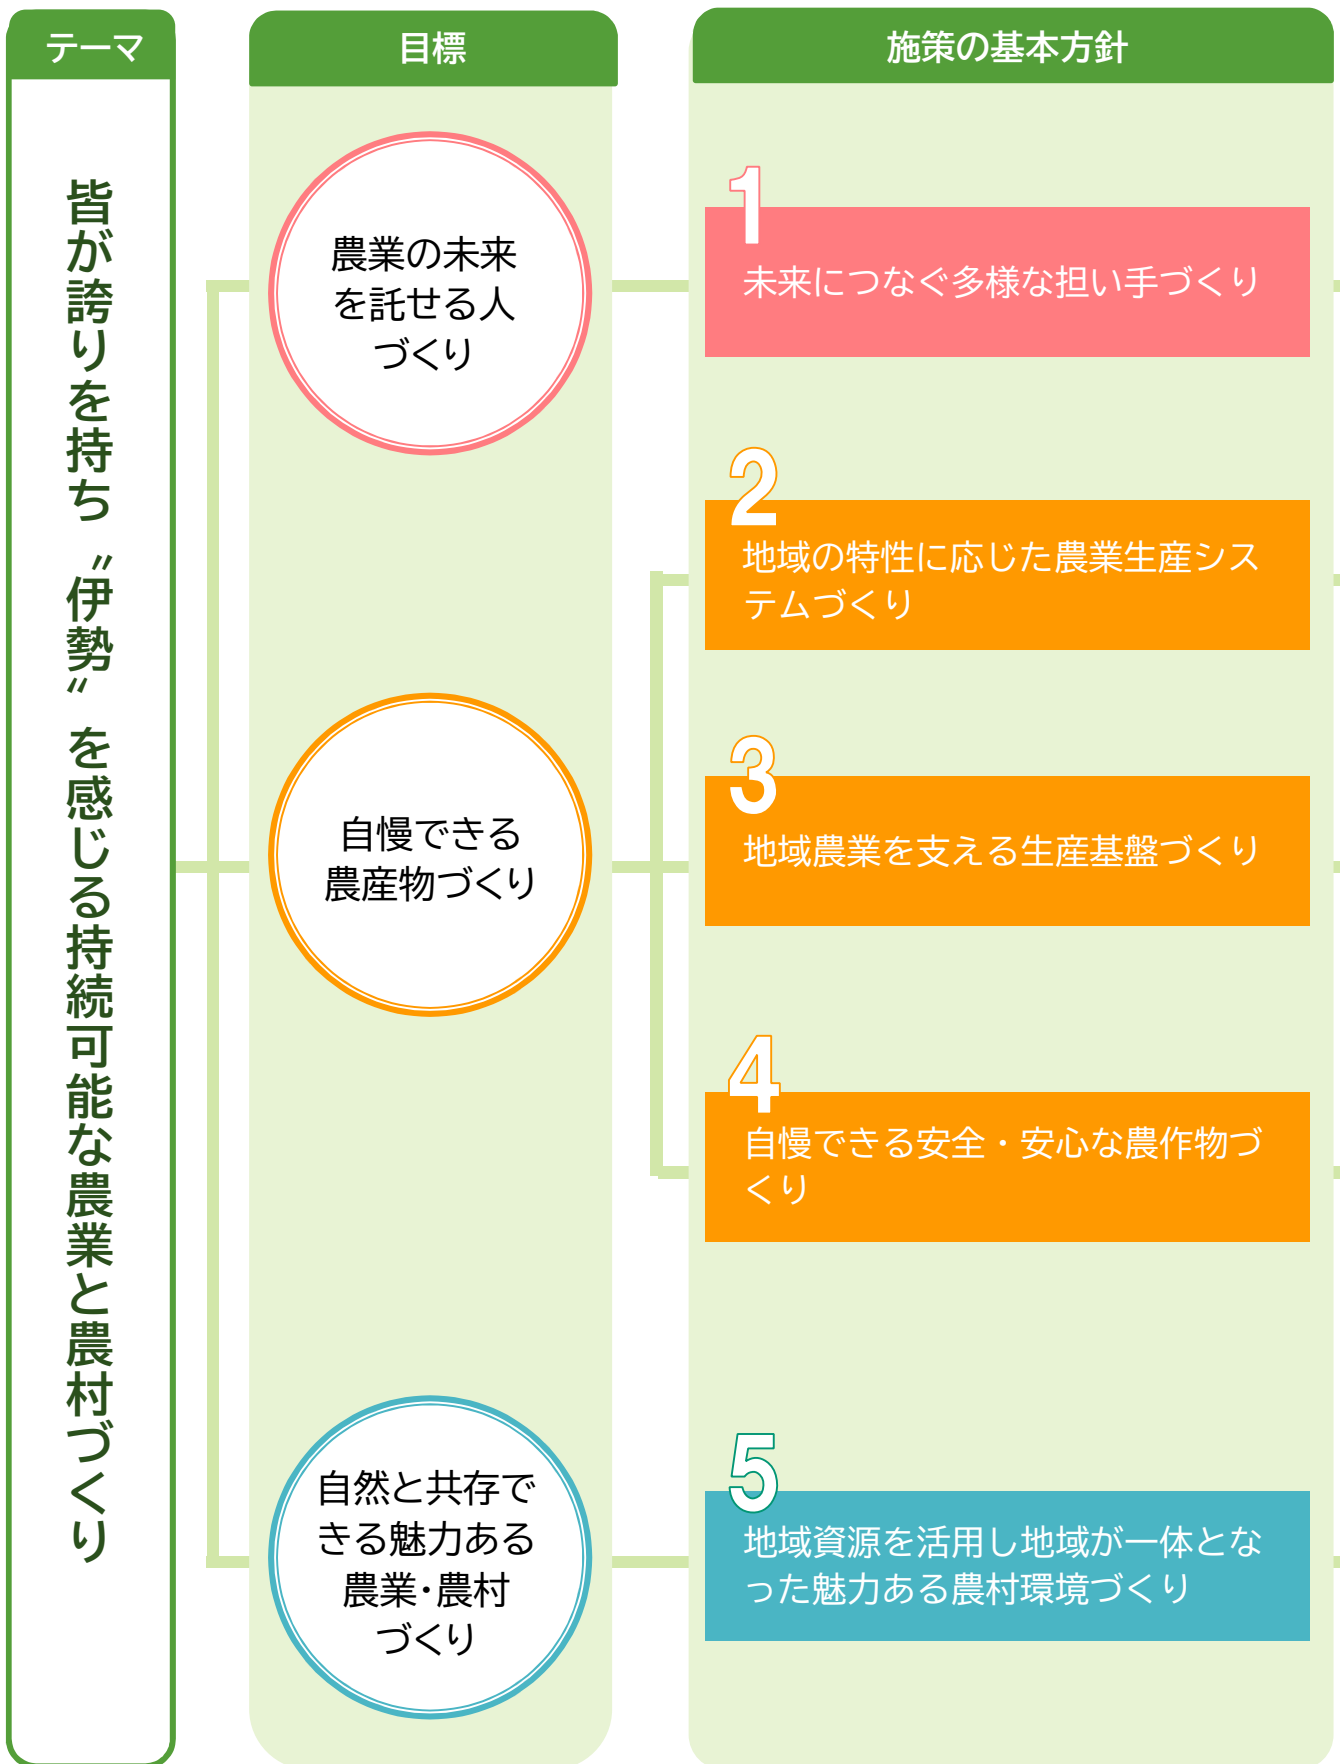 テーマ
皆が誇りを持ち〝伊勢〟を感じる持続可能な農業と農村づくり
目標
農業の未来
を託せる人
づくり
自慢できる
農産物づくり
自然と共存で
きる魅力ある
農業・農村
づくり
施策の基本方針
1
未来につなぐ多様な担い手づくり
2
地域の特性に応じた農業生産シス
テムづくり
3
地域農業を支える生産基盤づくり
4
自慢できる安全・安心な農作物づ
くり
5
地域資源を活用し地域が一体とな
った魅力ある農村環境づくり